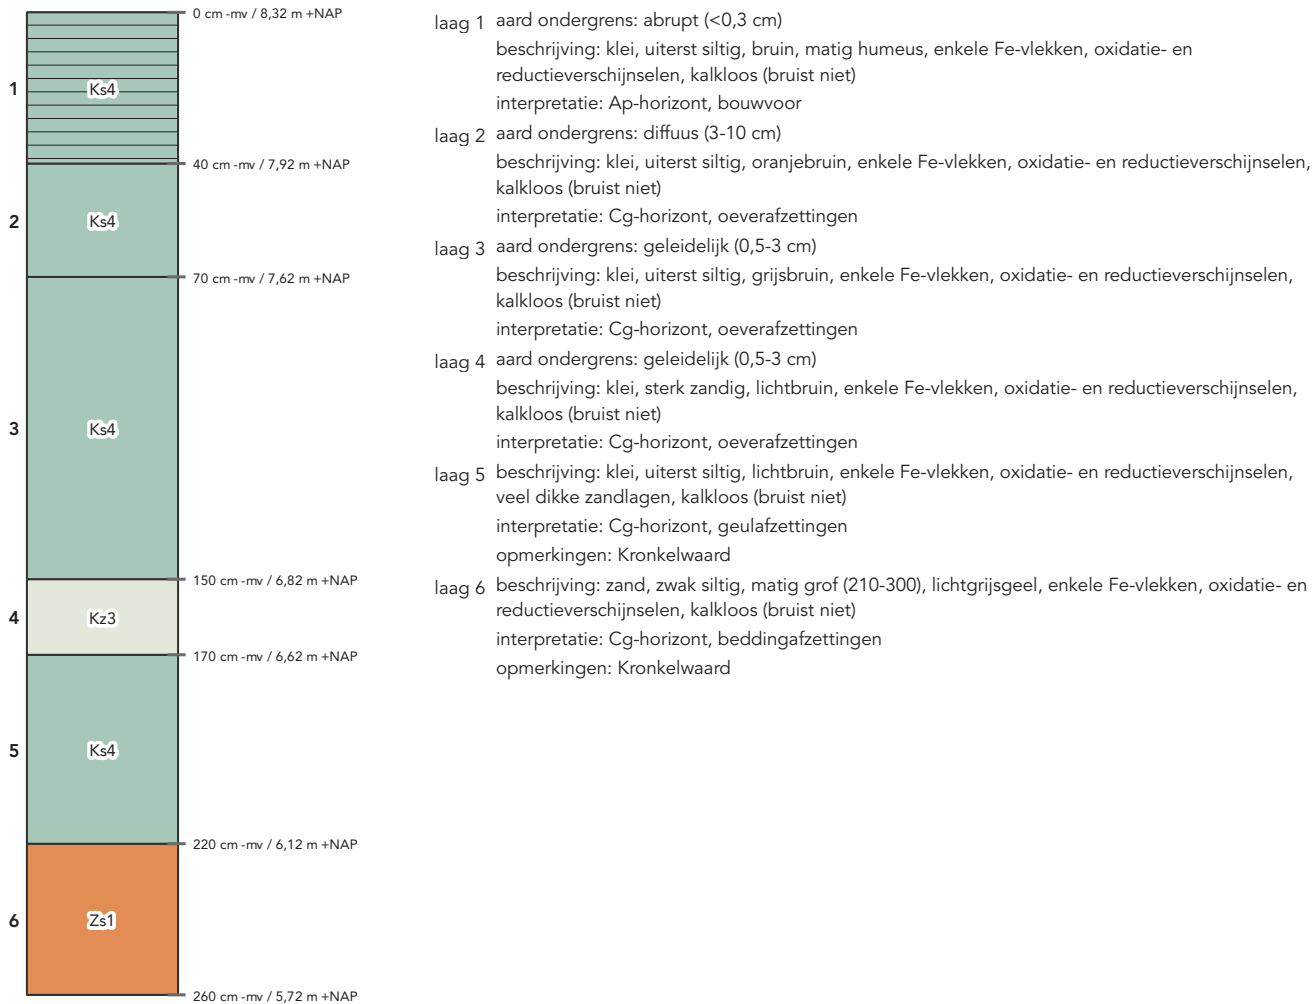 0 cm -mv / 8,32 m +NAP
1
Ks4
40 cm -mv / 7,92 m +NAP
2
Ks4
70 cm -mv / 7,62 m +NAP
3
Ks4
150 cm -mv / 6,82 m +NAP
4
Kz3
170 cm -mv / 6,62 m +NAP
5
Ks4
220 cm -mv / 6,12 m +NAP
6
Zs1
260 cm -mv / 5,72 m +NAP
laag 1 aard ondergrens: abrupt (<0,3 cm)
beschrijving: klei, uiterst siltig, bruin, matig humeus, enkele Fe-vlekken, oxidatie- en
reductieverschijnselen, kalkloos (bruist niet)
interpretatie: Ap-horizont, bouwvoor
laag 2 aard ondergrens: diffuus (3-10 cm)
beschrijving: klei, uiterst siltig, oranjebruin, enkele Fe-vlekken, oxidatie- en reductieverschijnselen,
kalkloos (bruist niet)
interpretatie: Cg-horizont, oeverafzettingen
laag 3 aard ondergrens: geleidelijk (0,5-3 cm)
beschrijving: klei, uiterst siltig, grijsbruin, enkele Fe-vlekken, oxidatie- en reductieverschijnselen,
kalkloos (bruist niet)
interpretatie: Cg-horizont, oeverafzettingen
laag 4 aard ondergrens: geleidelijk (0,5-3 cm)
beschrijving: klei, sterk zandig, lichtbruin, enkele Fe-vlekken, oxidatie- en reductieverschijnselen,
kalkloos (bruist niet)
interpretatie: Cg-horizont, oeverafzettingen
laag 5 beschrijving: klei, uiterst siltig, lichtbruin, enkele Fe-vlekken, oxidatie- en reductieverschijnselen,
veel dikke zandlagen, kalkloos (bruist niet)
interpretatie: Cg-horizont, geulafzettingen
opmerkingen: Kronkelwaard
laag 6 beschrijving: zand, zwak siltig, matig grof (210-300), lichtgrijsgeel, enkele Fe-vlekken, oxidatie- en
reductieverschijnselen, kalkloos (bruist niet)
interpretatie: Cg-horizont, beddingafzettingen
opmerkingen: Kronkelwaard